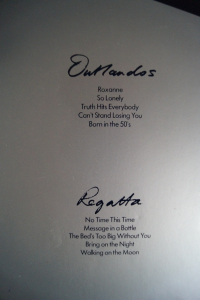 Outlandos
Roxanne
So Lonely
Truth Hits Everybody
Can't Stand Losing You
Born in the 50's
Regatta
No Time This Time
Message in a Bottle
The Bed's Too Big Without You
Bring on the Night
Walking on the Moon